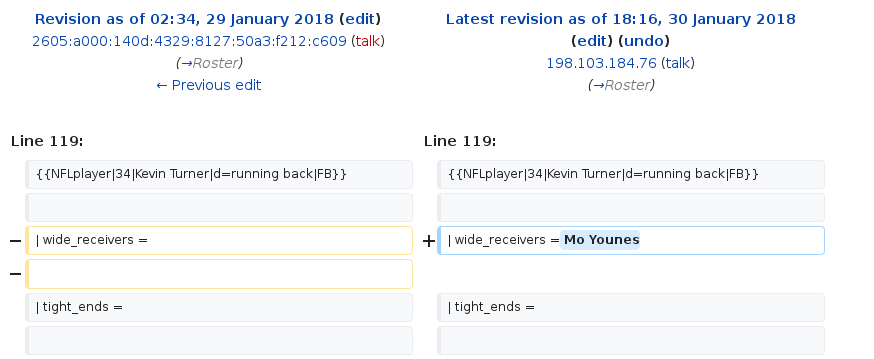 Revision as of 02:34, 29 January 2018 (edit)
2605:a000:140d:4329:8127:50a3:f212:c609 (talk)
(→Roster)
← Previous edit
Latest revision as of 18:16, 30 January 2018
(edit) (undo)
198.103.184.76 (talk)
(→Roster)
Line 119:
Line 119:
{{NFLplayer|34|Kevin Turner|d=running back|FB}}
{{NFLplayer|34|Kevin Turner|d=running back|FB}}
− | wide_receivers =
+ | wide_receivers = Mo Younes
−
| tight_ends =
| tight_ends =